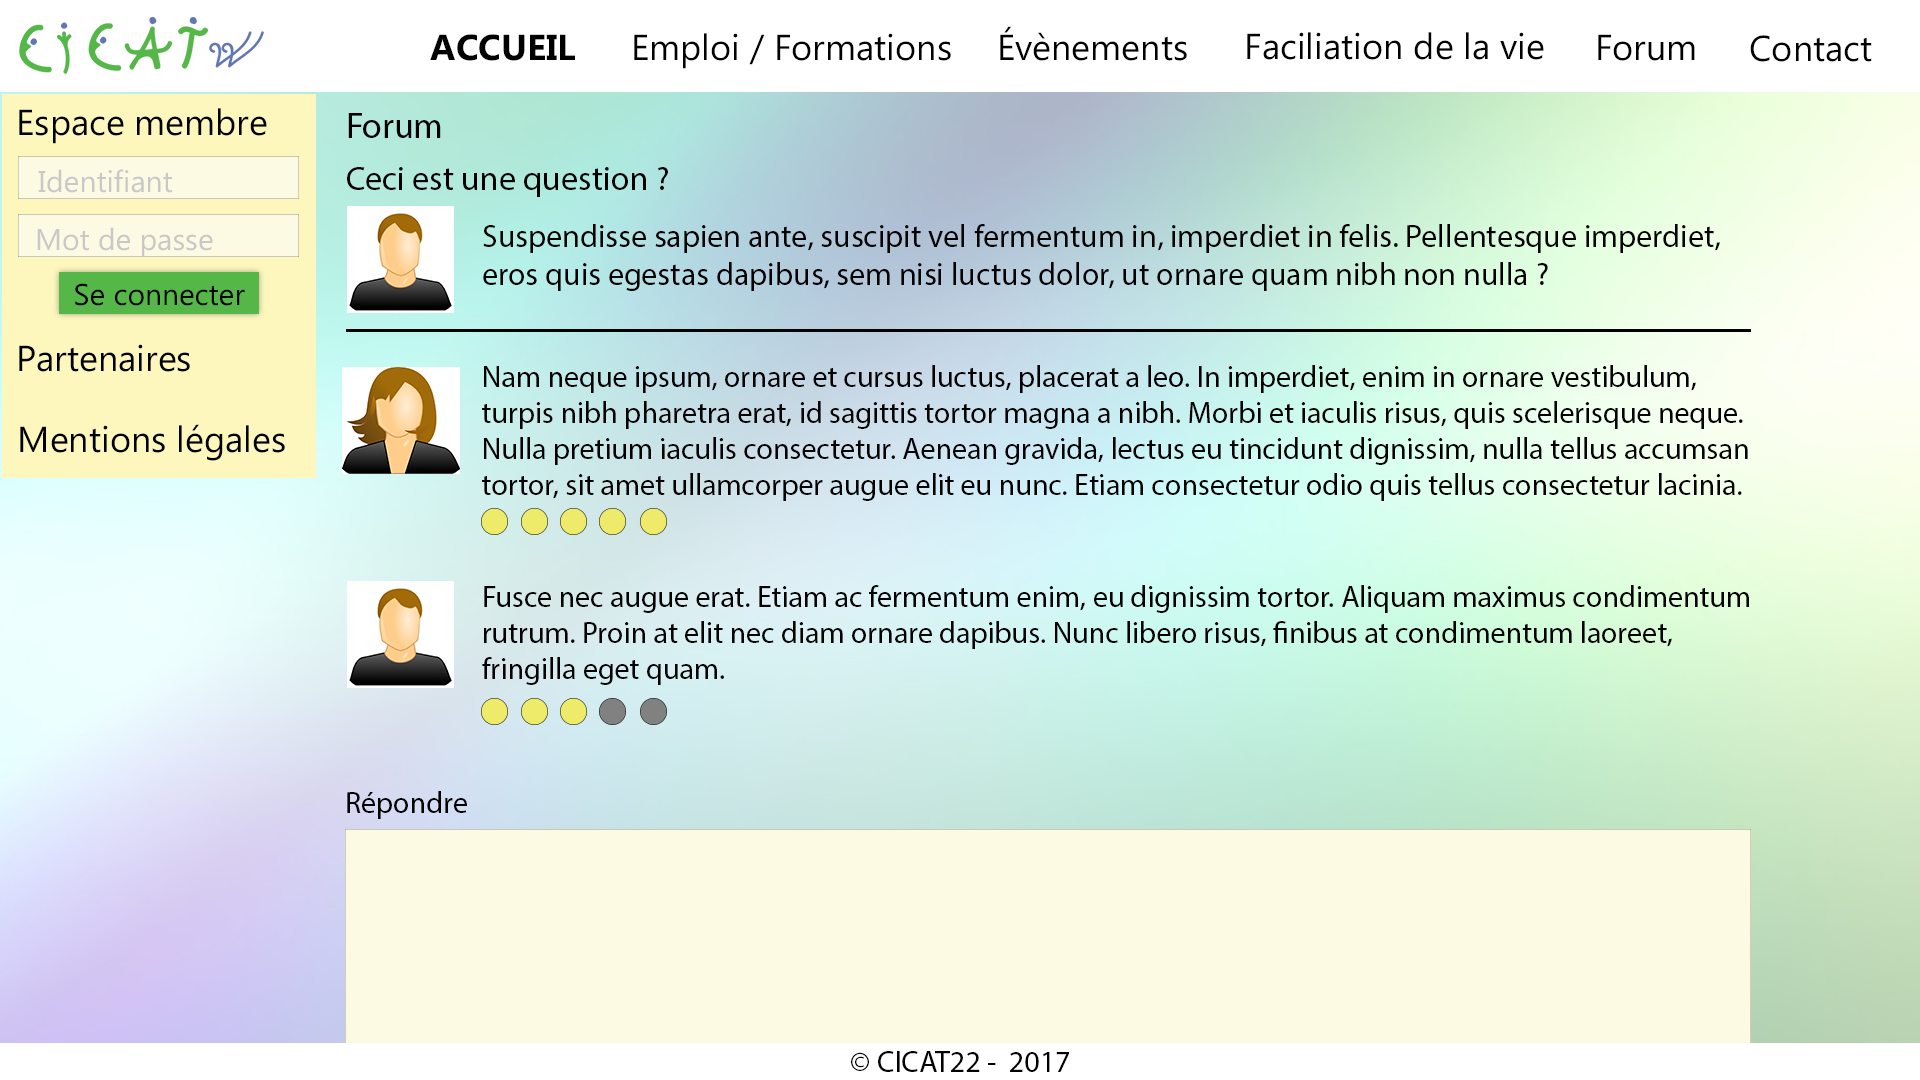 CICAT
ACCUEIL
Emploi / Formations
Évènements
Faciliation de la vie
Forum
Contact
Espace membre
Identifiant
Mot de passe
Se connecter
Partenaires
Mentions légales
Forum
Ceci est une question ?
Suspendisse sapien ante, suscipit vel fermentum in, imperdiet in felis. Pellentesque imperdiet,
eros quis egestas dapibus, sem nisi luctus dolor, ut ornare quam nibh non nulla ?
Nam neque ipsum, ornare et cursus luctus, placerat a leo. In imperdiet, enim in ornare vestibulum,
turpis nibh pharetra erat, id sagittis tortor magna a nibh. Morbi et iaculis risus, quis scelerisque neque.
Nulla pretium iaculis consectetur. Aenean gravida, lectus eu tincidunt dignissim, nulla tellus accumsan
tortor, sit amet ullamcorper augue elit eu nunc. Etiam consectetur odio quis tellus consectetur lacinia.
Fusce nec augue erat. Etiam ac fermentum enim, eu dignissim tortor. Aliquam maximus condimentum
rutrum. Proin at elit nec diam ornare dapibus. Nunc libero risus, finibus at condimentum laoreet,
fringilla eget quam.
Répondre
© CICAT22 - 2017